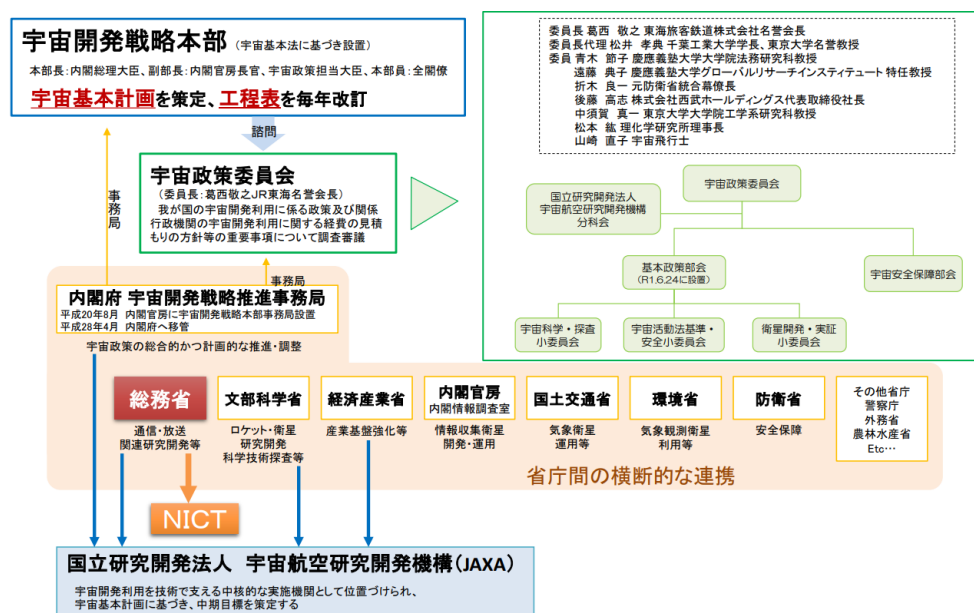 宇宙開発戦略本部 (宇宙基本法に基づき設置)
本部長:内閣総理大臣、副部長:内閣官房長官、宇宙政策担当大臣、本部員:全閣僚
宇宙基本計画を策定、工程表を毎年改訂
諮問
宇宙政策委員会
(委員長:葛西敬之JR東海名誉会長)
我が国の宇宙開発利用に係る政策及び関係
行政機関の宇宙開発利用に関する経費の見積
もりの方針等の重要事項について調査審議
事務局
事務局
内閣府 宇宙開発戦略推進事務局
平成20年8月 内閣官房に宇宙開発戦略本部事務局設置
平成28年4月 内閣府へ移管
宇宙政策の総合的かつ計画的な推進・調整
委員長 葛西 敬之 東海旅客鉄道株式会社名誉会長
委員長代理 松井 孝典 千葉工業大学学長、東京大学名誉教授
委員 青木 節子 慶應義塾大学大学院法務研究科教授
遠藤 典子 慶應義塾大学グローバルリサーチインスティテュート 特任教授
折木 良一 元防衛省統合幕僚長
後藤 高志 株式会社西武ホールディングス代表取締役社長
中須賀 真一 東京大学大学院工学系研究科教授
松本 紘 理化学研究所理事長
山崎 直子 宇宙飛行士
宇宙政策委員会
国立研究開発法人
宇宙航空研究開発機構
分科会
基本政策部会
(R1.6.24に設置)
宇宙安全保障部会
宇宙科学・探査
小委員会
宇宙活動法基準・
安全小委員会
衛星開発・実証
小委員会
総務省
通信・放送
関連研究開発等
文部科学省
ロケット・衛星
研究開発
科学技術探査等
経済産業省
産業基盤強化等
内閣官房
内閣情報調査室
情報収集衛星
開発・運用
国土交通省
気象衛星
運用等
環境省
気象観測衛星
利用等
防衛省
安全保障
その他省庁
警察庁
外務省
農林水産省
Etc…
省庁間の横断的な連携
NICT
国立研究開発法人 宇宙航空研究開発機構(JAXA)
宇宙開発利用を技術で支える中核的な実施機関として位置づけられ、
宇宙基本計画に基づき、中期目標を策定する